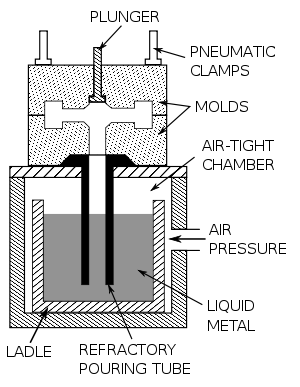 PLUNGER
PNEUMATIC
CLAMPS
MOLDS
AIR-TIGHT
CHAMBER
AIR
PRESSURE
LIQUID
METAL
LADLE
REFRACTORY
POURING TUBE